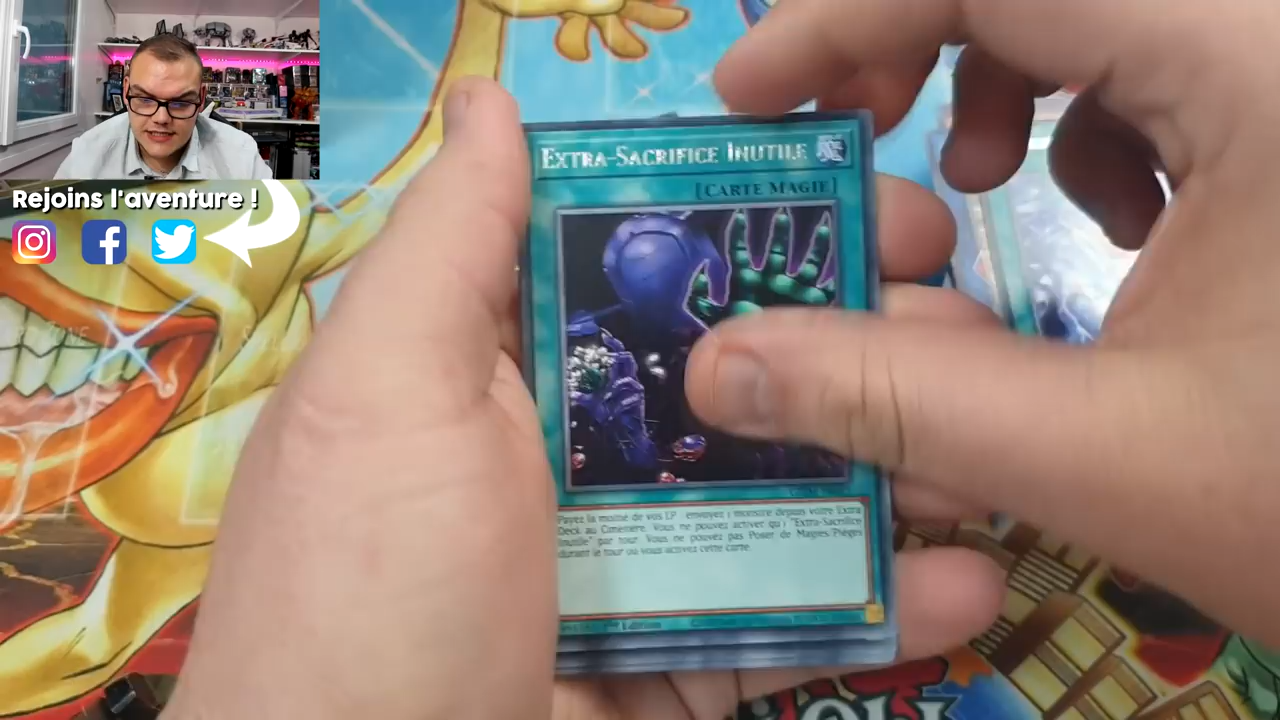 Rejoins l'aventure !
EXTRA-SACRIFICE INUTILE
[CARTE MAGIE]
Payez la moitié de vos LP ; envoyez 1 monstre depuis votre Extra
Deck au Cimetière. Vous ne pouvez activer qu'1 "Extra-Sacrifice
Inutile" par tour. Vous ne pouvez pas Poser de Magies/Pièges
durant le tour où vous activez cette carte.
Edition